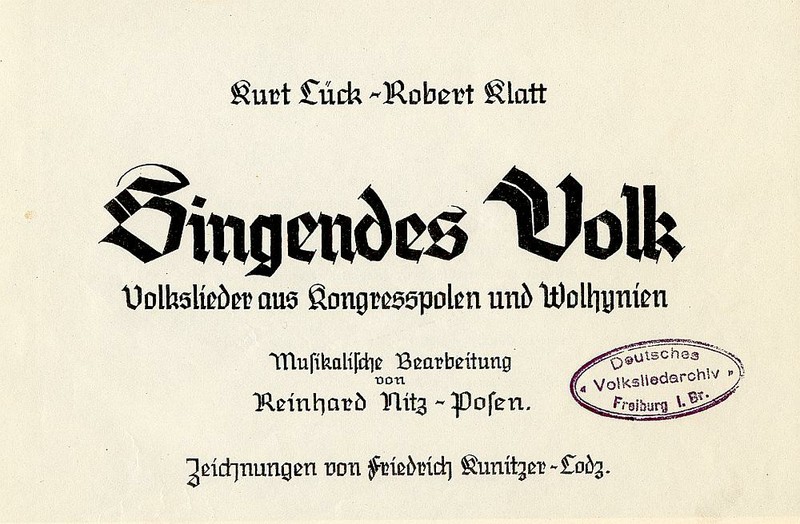 Kurt Lück - Robert Klatt
Singendes Volk
Volkslieder aus Kongresspolen und Wolhynien
Musikalische Bearbeitung
von
Reinhard Nitz - Posen.
Deutsches
Volksliedarchiv
Freiburg i. Br.
Zeichnungen von Friedrich Kunitzer-Lodz.